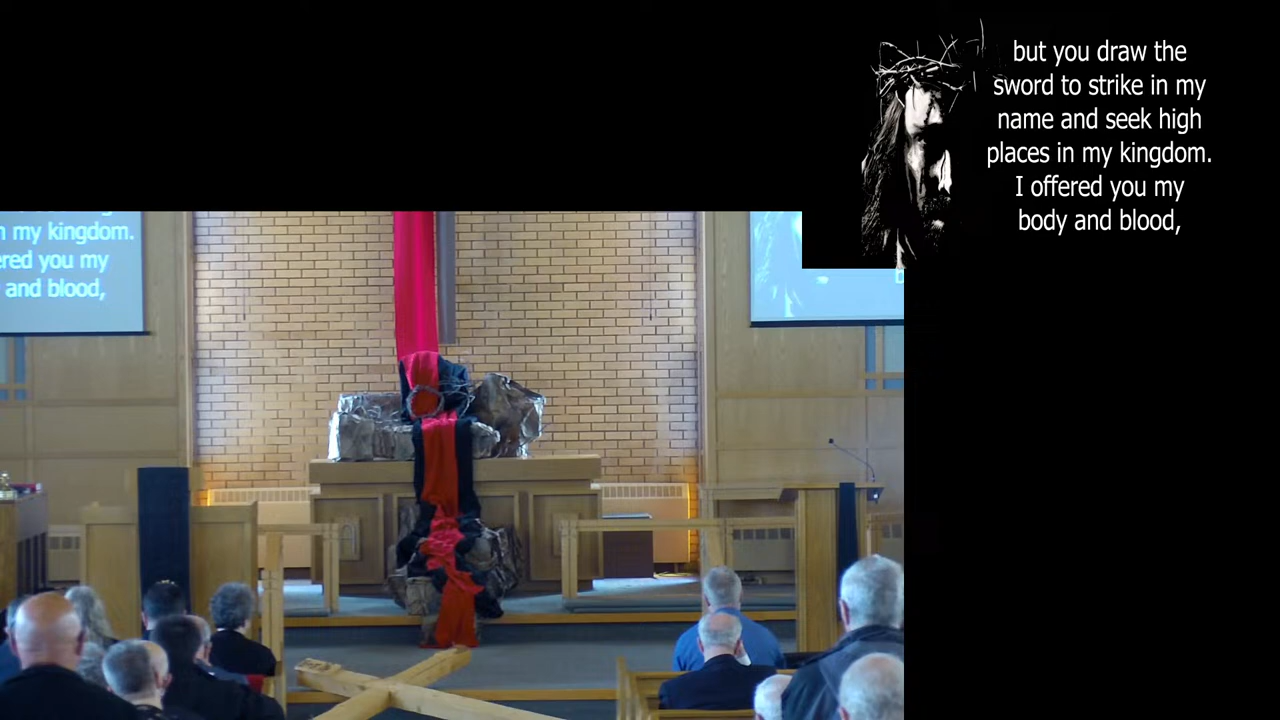 but you draw the
sword to strike in my
name and seek high
places in my kingdom.
I offered you my
body and blood,
my kingdom.
you my
and blood,